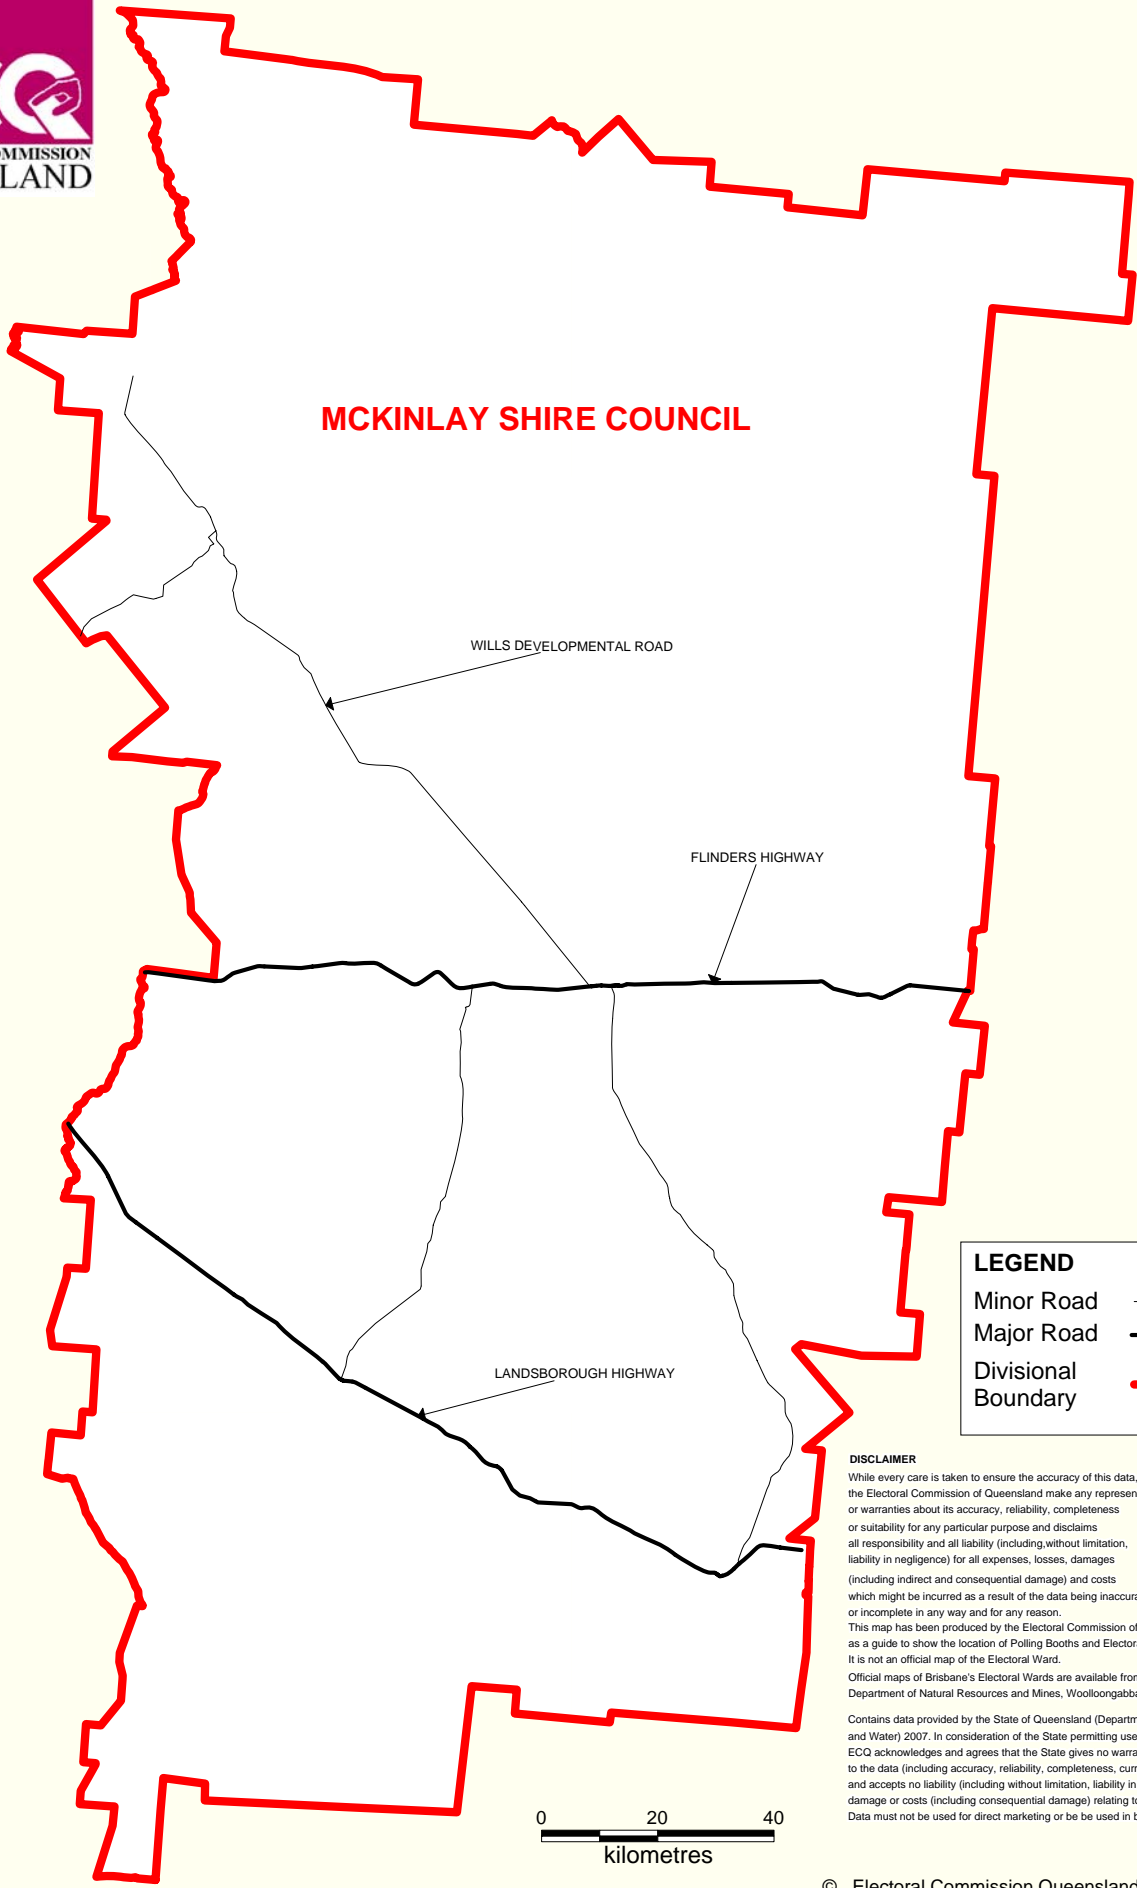 COMMISSION
LAND
MCKINLAY SHIRE COUNCIL
WILLS DEVELOPMENTAL ROAD
FLINDERS HIGHWAY
LANDSBOROUGH HIGHWAY
LEGEND
Minor Road
Major Road
Divisional
Boundary
DISCLAIMER
While every care is taken to ensure the accuracy of this data,
the Electoral Commission of Queensland make any represen
or warranties about its accuracy, reliability, completeness
or suitability for any particular purpose and disclaims
all responsibility and all liability (including,without limitation,
liability in negligence) for all expenses, losses, damages
(including indirect and consequential damage) and costs
which might be incurred as a result of the data being inaccura
or incomplete in any way and for any reason.
This map has been produced by the Electoral Commission of
as a guide to show the location of Polling Booths and Elector
It is not an official map of the Electoral Ward.
Official maps of Brisbane's Electoral Wards are available from
Department of Natural Resources and Mines, Woolloongabba
Contains data provided by the State of Queensland (Departm
and Water) 2007. In consideration of the State permitting use
ECQ acknowledges and agrees that the State gives no warra
to the data (including accuracy, reliability, completeness, curr
and accepts no liability (including without limitation, liability in
damage or costs (including consequential damage) relating to
Data must not be used for direct marketing or be be used in b
0 20 40
kilometres
© Electoral Commission Queensland